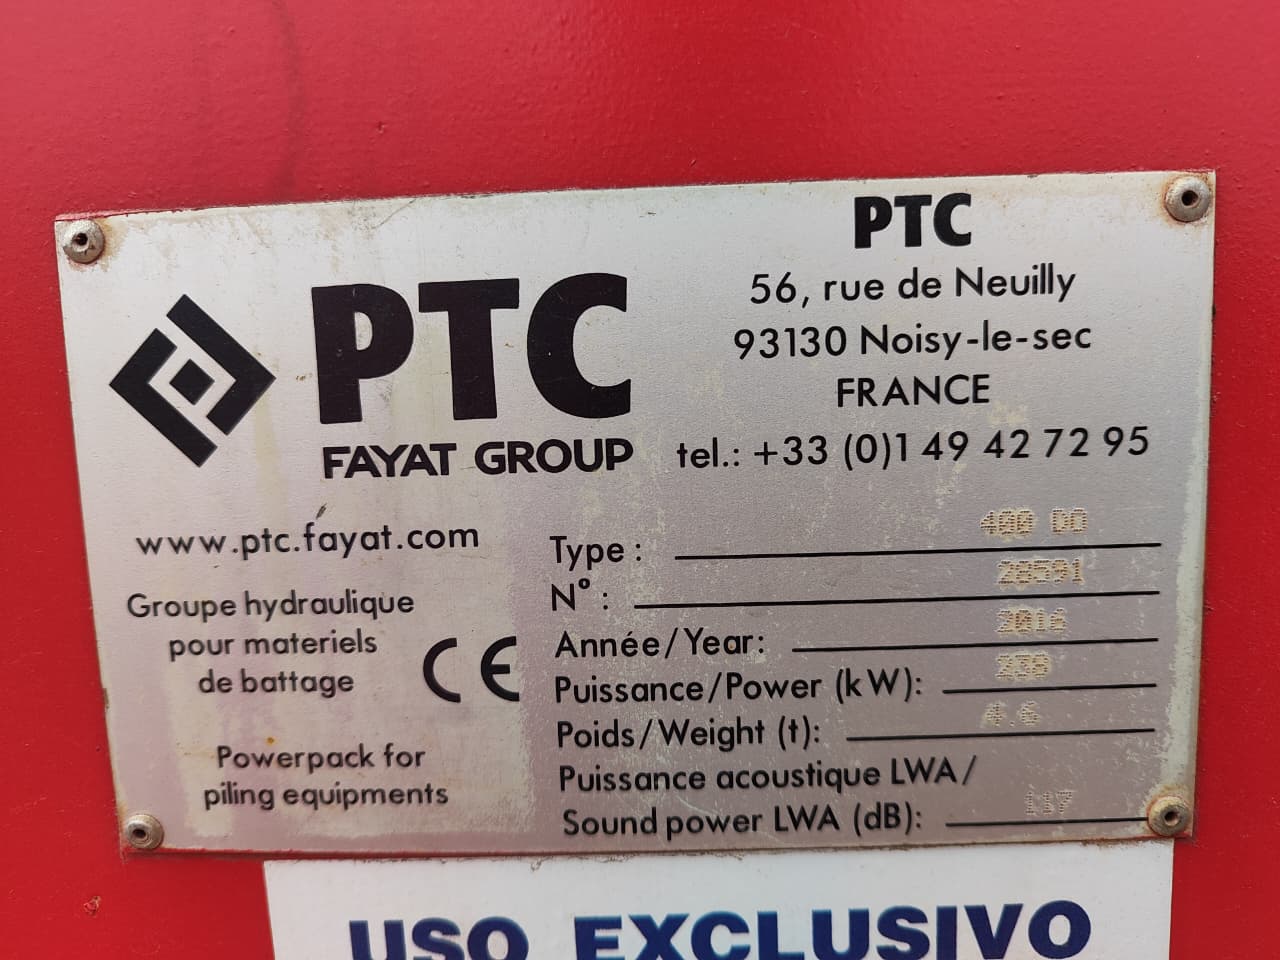 PTC
FAYAT GROUP
www.ptc.fayat.com
Groupe hydraulique
pour materiels
de battage
CE
Powerpack for
piling equipments
PTC
56, rue de Neuilly
93130 Noisy-le-sec
FRANCE
tel.: +33 (0)1 49 42 72 95
Type : 400 DC
N° : 28591
Année/Year: 2016
Puissance/Power (kW): 238
Poids/Weight (t): 4.6
Puissance acoustique LWA/
Sound power LWA (dB): 117
USO EXCLUSIVO